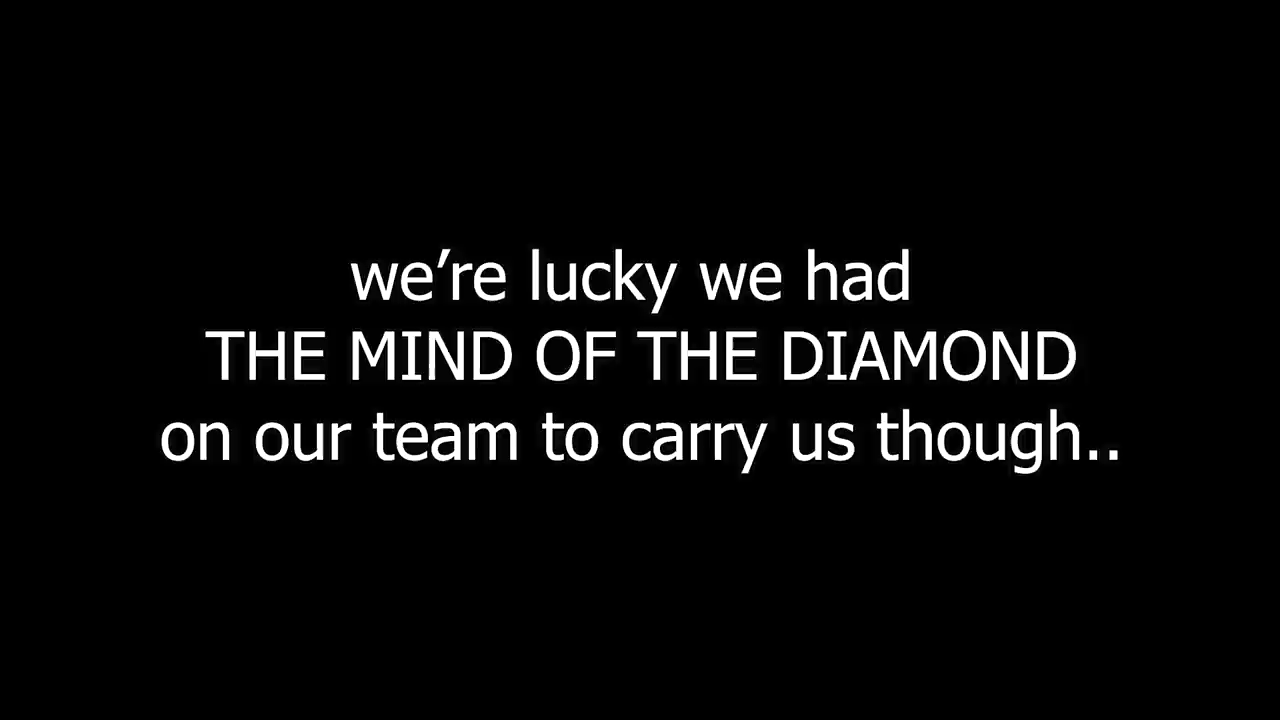 we’re lucky we had
THE MIND OF THE DIAMOND
on our team to carry us though..